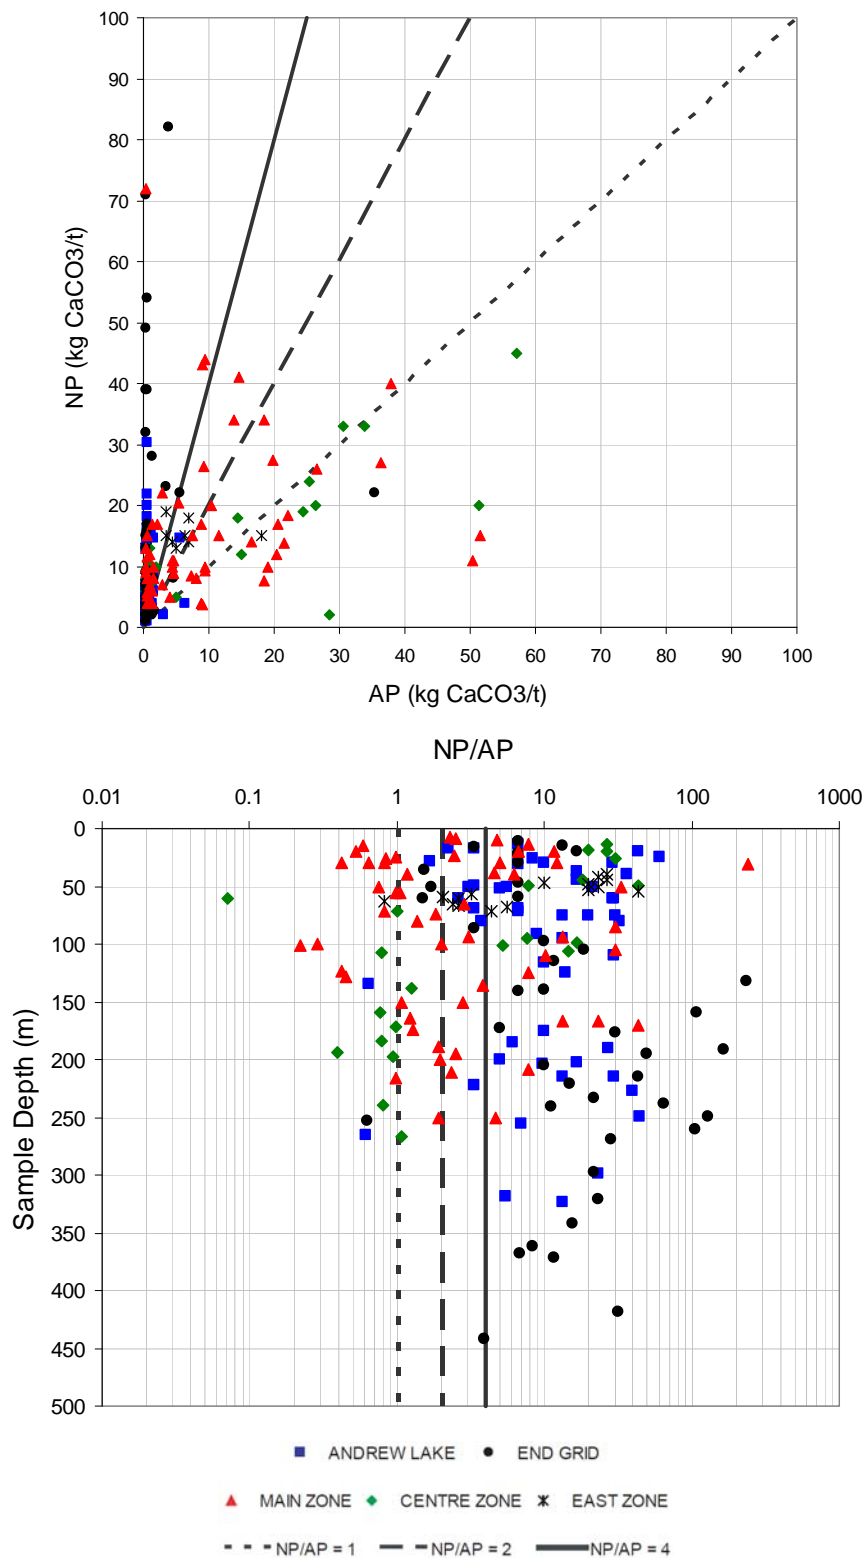 100
90
80
70
60
50
40
30
20
10
0
NP (kg CaCO3/t)
0 10 20 30 40 50 60 70 80 90 100
AP (kg CaCO3/t)
NP/AP
0.01 0.1 1 10 100 1000
0
50
100
150
200
250
300
350
400
450
500
Sample Depth (m)
ANDREW LAKE END GRID
MAIN ZONE CENTRE ZONE EAST ZONE
NP/AP = 1 NP/AP = 2 NP/AP = 4